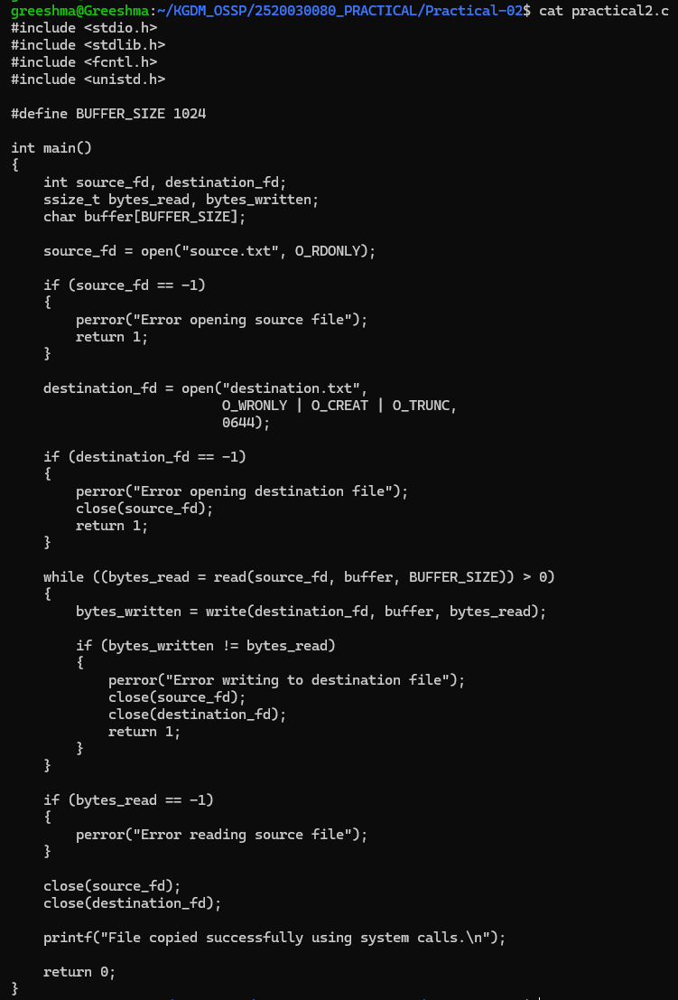 greeshma@Greeshma:~/KGDM_OSSP/2520030080_PRACTICAL/Practical-02$ cat practical2.c
#include <stdio.h>
#include <stdlib.h>
#include <fcntl.h>
#include <unistd.h>

#define BUFFER_SIZE 1024

int main()
{
    int source_fd, destination_fd;
    ssize_t bytes_read, bytes_written;
    char buffer[BUFFER_SIZE];

    source_fd = open("source.txt", O_RDONLY);

    if (source_fd == -1)
    {
        perror("Error opening source file");
        return 1;
    }

    destination_fd = open("destination.txt",
                          O_WRONLY | O_CREAT | O_TRUNC,
                          0644);

    if (destination_fd == -1)
    {
        perror("Error opening destination file");
        close(source_fd);
        return 1;
    }

    while ((bytes_read = read(source_fd, buffer, BUFFER_SIZE)) > 0)
    {
        bytes_written = write(destination_fd, buffer, bytes_read);

        if (bytes_written != bytes_read)
        {
            perror("Error writing to destination file");
            close(source_fd);
            close(destination_fd);
            return 1;
        }
    }

    if (bytes_read == -1)
    {
        perror("Error reading source file");
    }

    close(source_fd);
    close(destination_fd);

    printf("File copied successfully using system calls.\n");

    return 0;
}